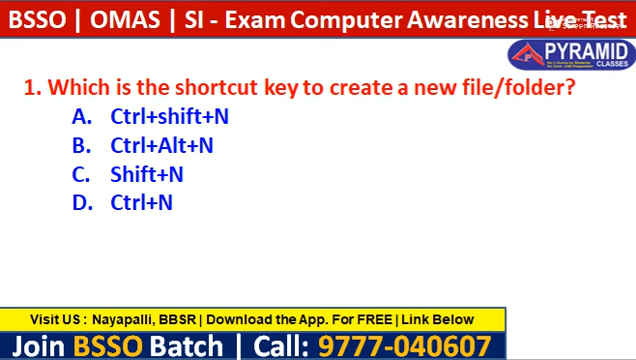 BSSO | OMAS | SI - Exam Computer Awareness Live Test
PYRAMID
CLASSES
1. Which is the shortcut key to create a new file/folder?
A. Ctrl+shift+N
B. Ctrl+Alt+N
C. Shift+N
D. Ctrl+N
Visit US : Nayapalli, BBSR | Download the App. For FREE | Link Below
Join BSSO Batch | Call: 9777-040607